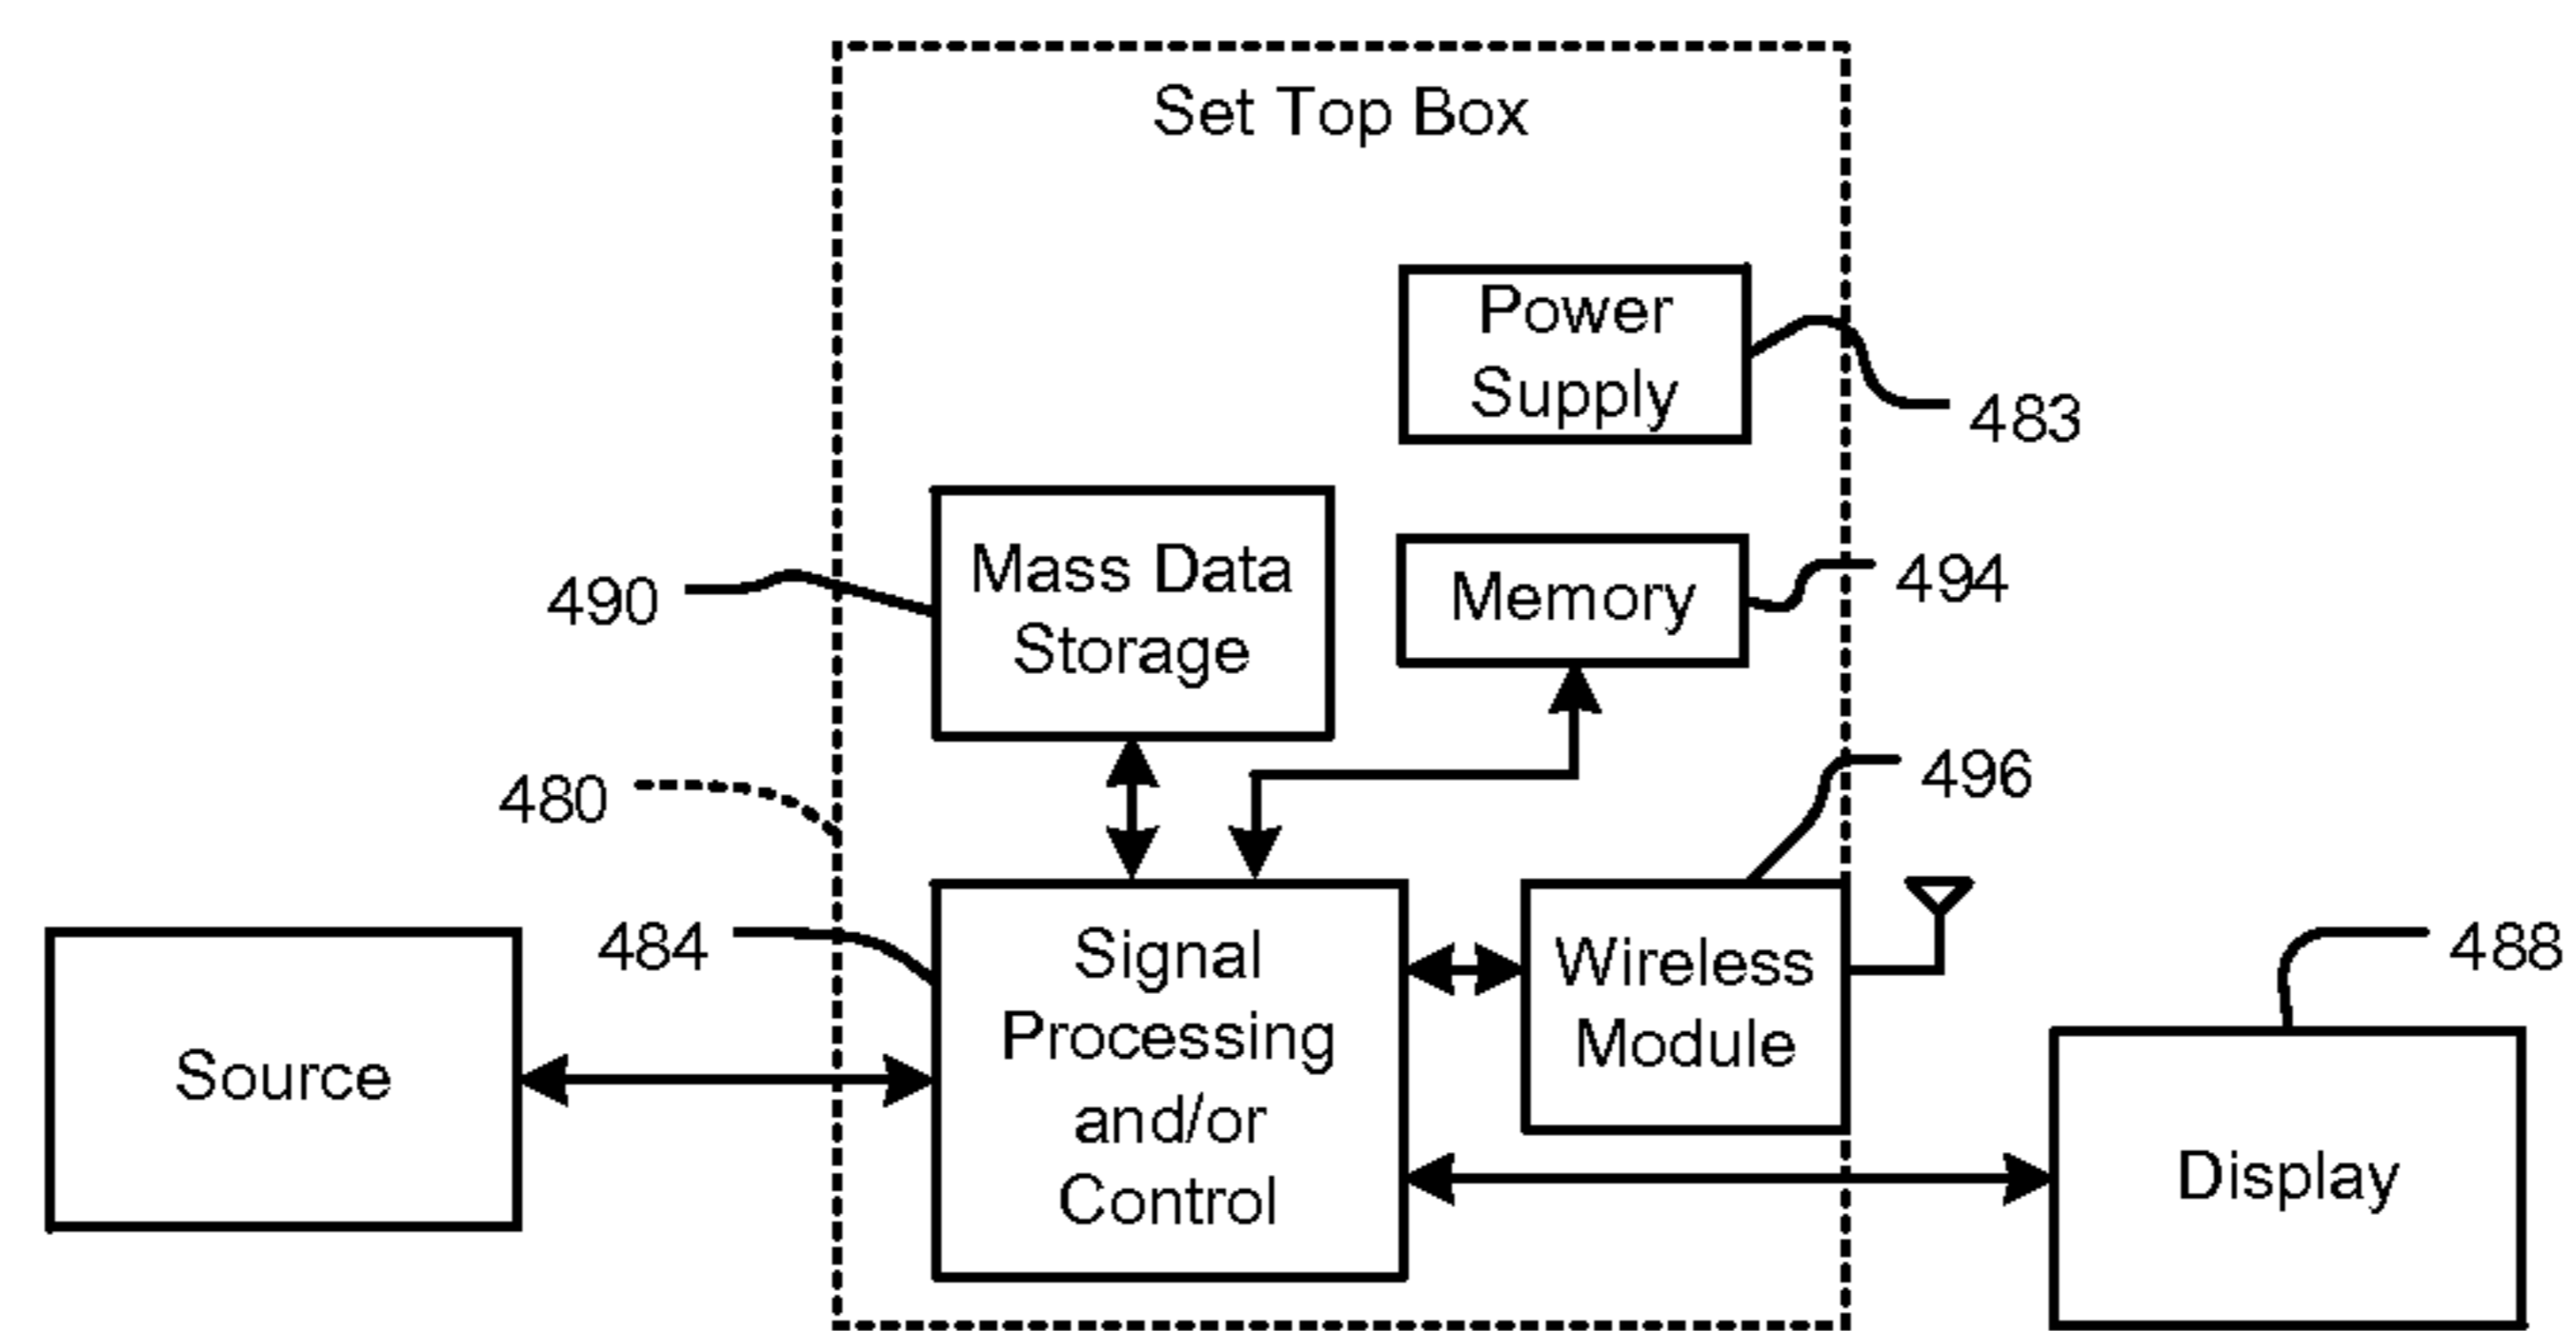 Set Top Box
Power
Supply
483
Mass Data
Storage
490
Memory
494
480
496
484
Signal
Processing
and/or
Control
Wireless
Module
488
Source
Display